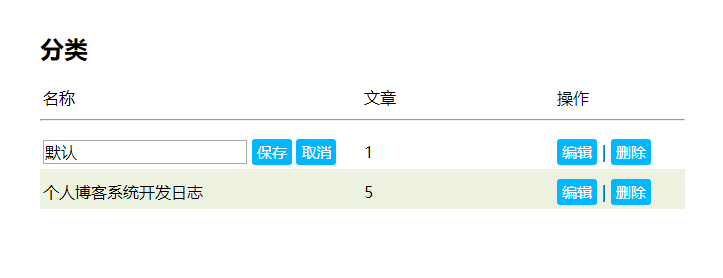 分类
名称 文章 操作
默认 保存 取消 1 编辑 | 删除
个人博客系统开发日志 5 编辑 | 删除